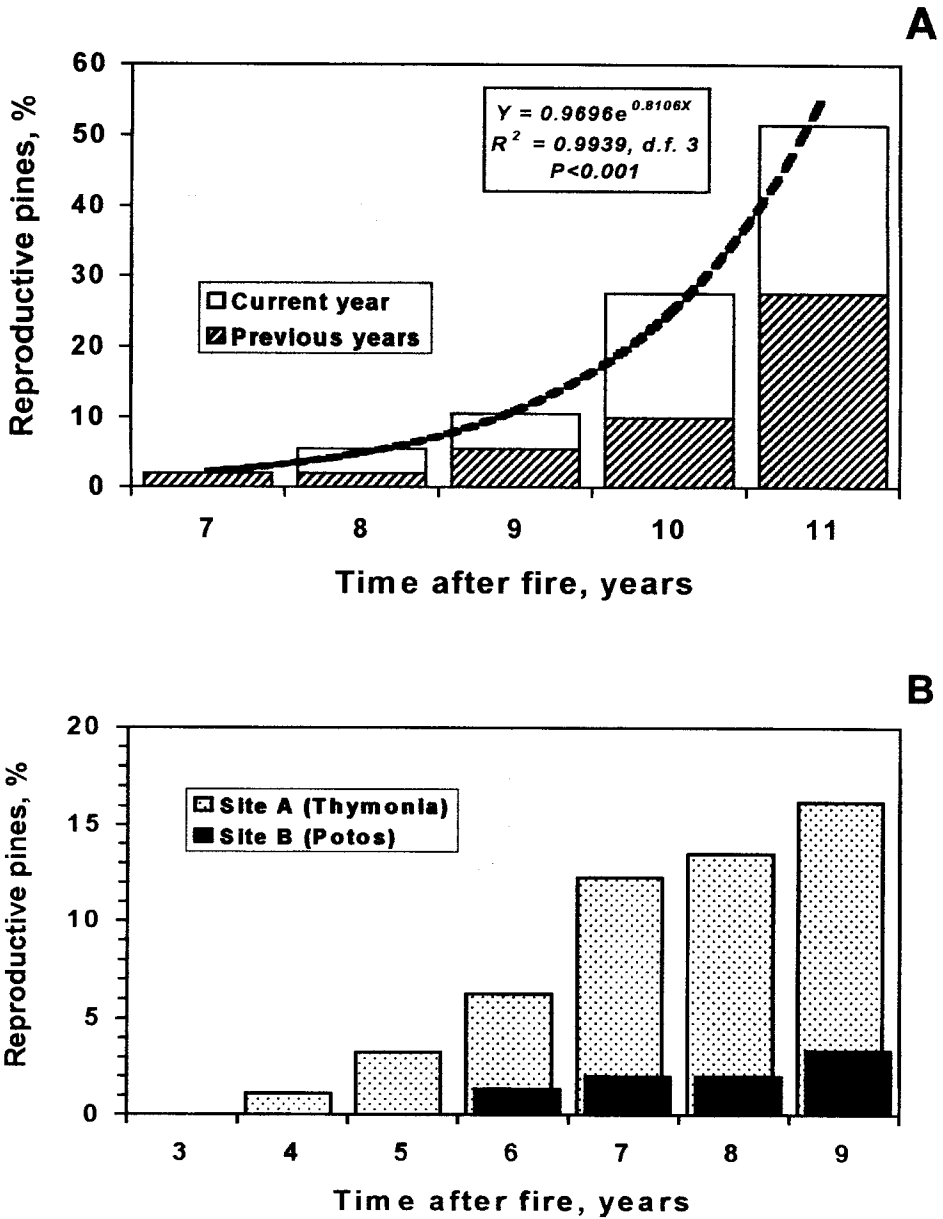 A
60
50
40
30
20
10
0
Reproductive pines, %
Y = 0.9696e^0.8106X
R² = 0.9939, d.f. 3
P<0.001
Current year
Previous years
7 8 9 10 11
Time after fire, years
B
20
15
10
5
0
Reproductive pines, %
Site A (Thymonia)
Site B (Potos)
3 4 5 6 7 8 9
Time after fire, years